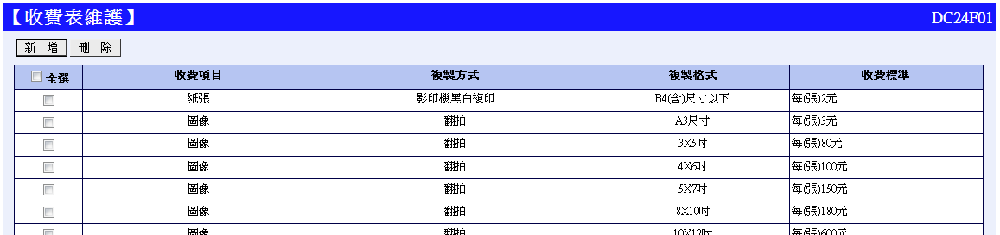 【收費表維護】 DC24F01
新 增 刪 除
全選 收費項目 複製方式 複製格式 收費標準
紙張 影印機黑白複印 B4(含)尺寸以下 每(張)2元
圖像 翻拍 A3尺寸 每(張)3元
圖像 翻拍 3X5吋 每(張)80元
圖像 翻拍 4X6吋 每(張)100元
圖像 翻拍 5X7吋 每(張)150元
圖像 翻拍 8X10吋 每(張)180元
圖像 翻拍 10X12吋 每(張)600元